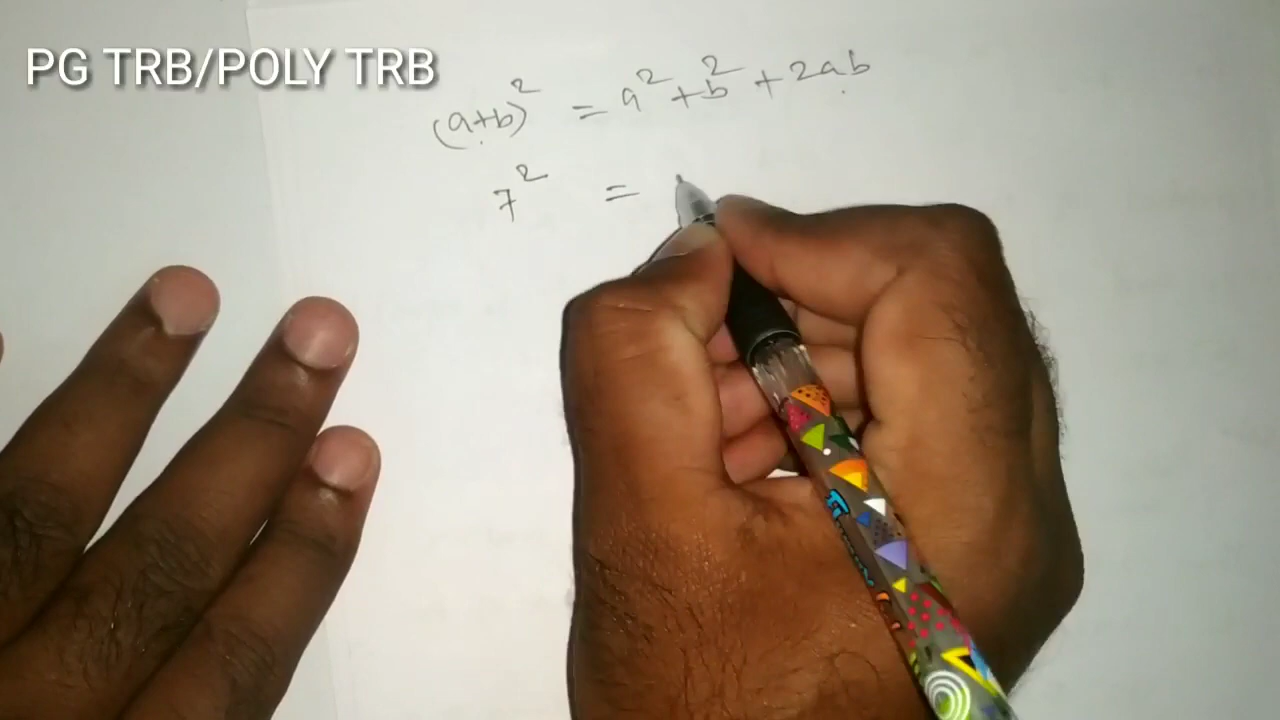 PG TRB/POLY TRB
(a+b)² = a² + b² + 2ab
7² =